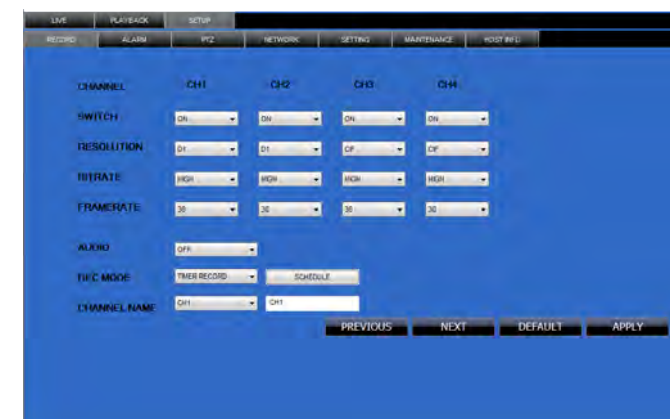 LIVE PLAYBACK SETUP
RECORD ALARM PTZ NETWORK SETTING MAINTENANCE HOST INFO
CHANNEL CH1 CH2 CH3 CH4
SWITCH ON ON ON ON
RESOLUTION D1 D1 CIF CIF
BITRATE HIGH HIGH HIGH HIGH
FRAMERATE 30 30 30 30
AUDIO OFF
REC MODE TIMER RECORD SCHEDULE
CHANNEL NAME CH1 CH1
PREVIOUS NEXT DEFAULT APPLY